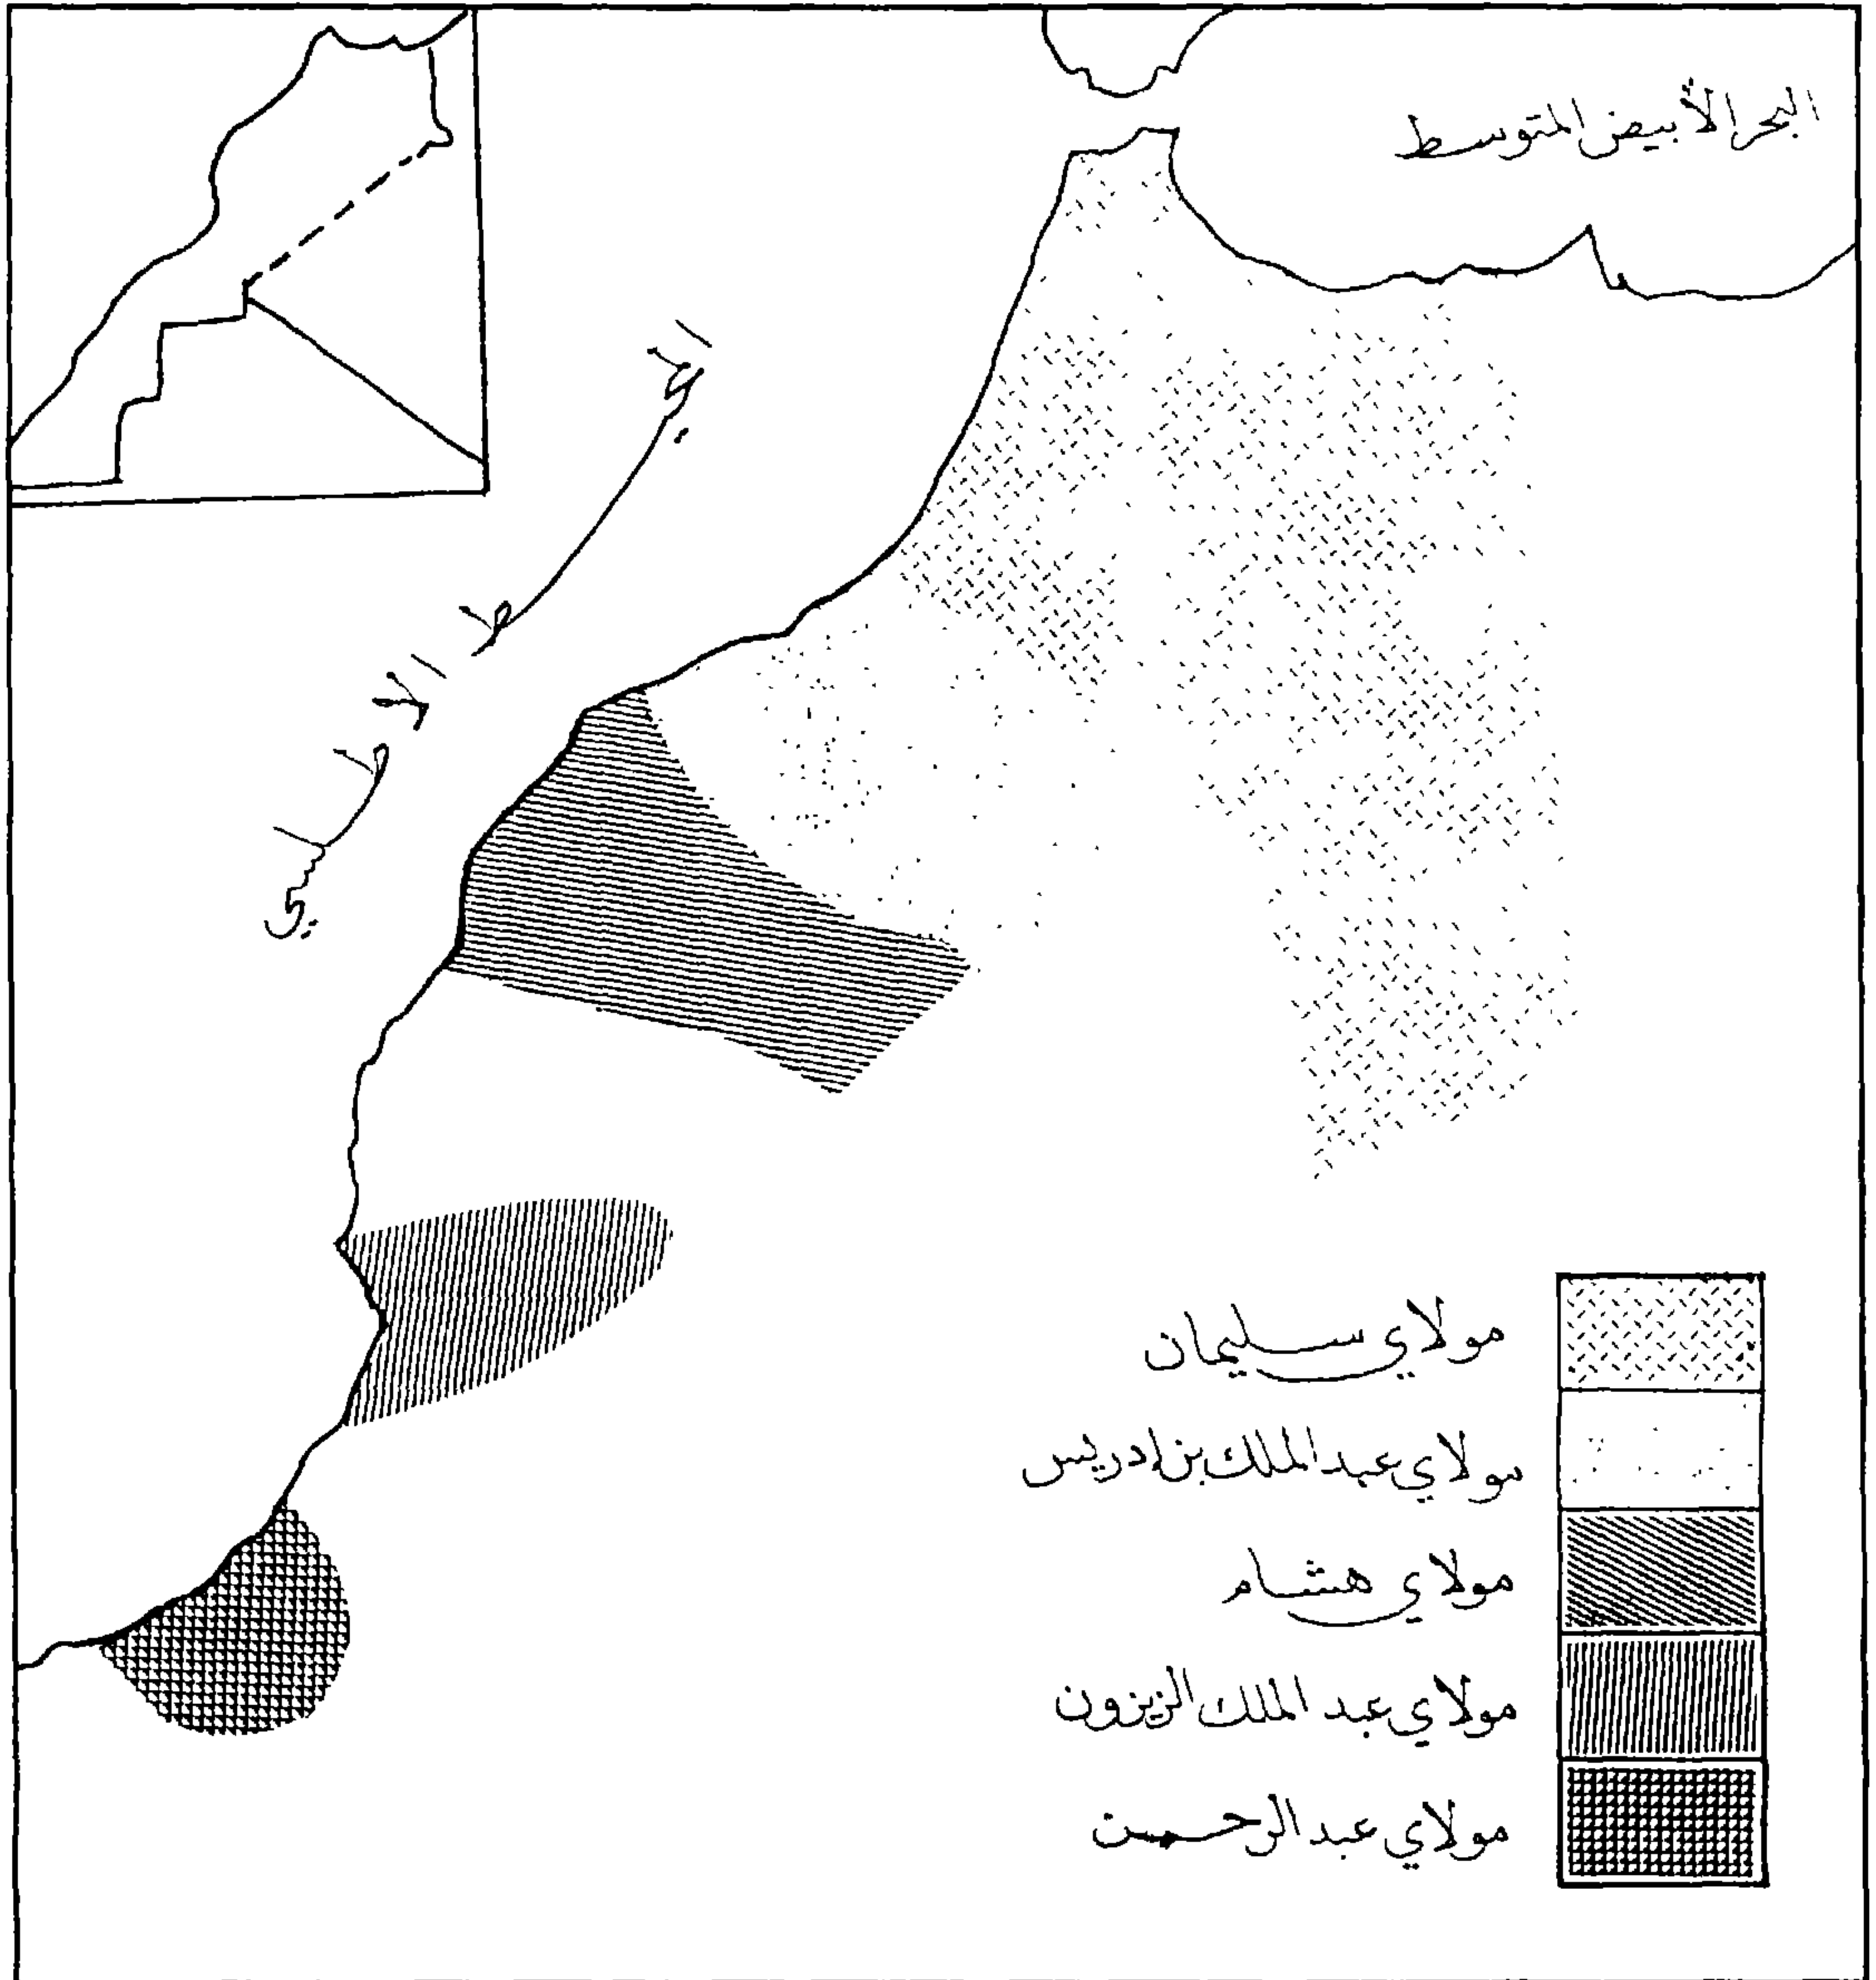 البحر الأبيض المتوسط
المحيط الأطلسي
مولاي سليمان
مولاي عبد الملك بن إدريس
مولاي هشام
مولاي عبد الملك الزيزون
مولاي عبد الرحمن